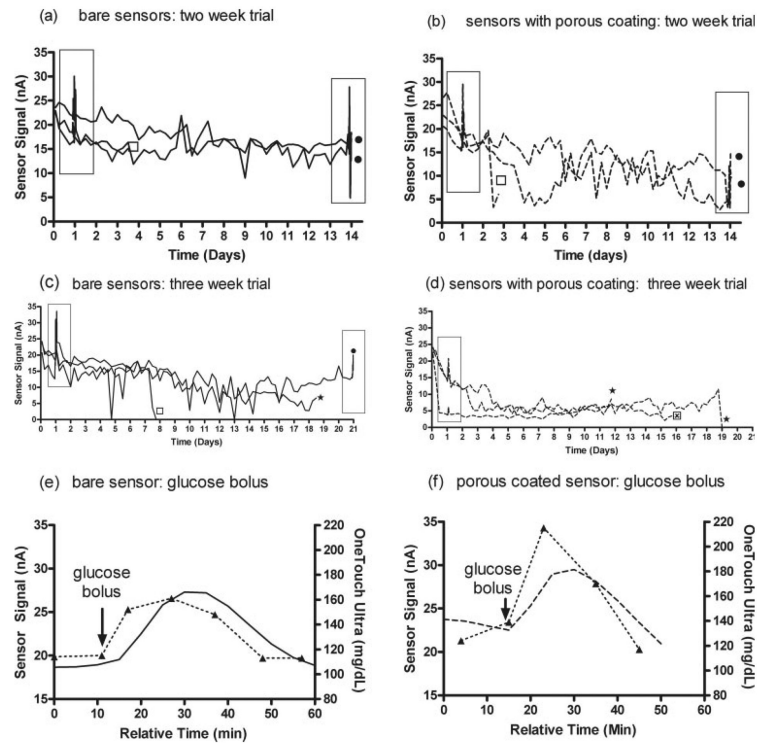 (a) bare sensors: two week trial
Sensor Signal (nA)
35
30
25
20
15
10
5
0
0 1 2 3 4 5 6 7 8 9 10 11 12 13 14
Time (Days)
(b) sensors with porous coating: two week trial
Sensor Signal (nA)
35
30
25
20
15
10
5
0
0 1 2 3 4 5 6 7 8 9 10 11 12 13 14
Time (days)
(c) bare sensors: three week trial
Sensor Signal (nA)
35
30
25
20
15
10
5
0
0 1 2 3 4 5 6 7 8 9 10 11 12 13 14 15 16 17 18 19 20 21
Time (Days)
(d) sensors with porous coating: three week trial
Sensor Signal (nA)
35
30
25
20
15
10
5
0
0 1 2 3 4 5 6 7 8 9 10 11 12 13 14 15 16 17 18 19 20 21
Time (Days)
(e) bare sensor: glucose bolus
Sensor Signal (nA)
35
30
25
20
15
glucose
bolus
220
200
180
160
140
120
100
80
OneTouch Ultra (mg/dL)
0 10 20 30 40 50 60
Relative Time (min)
(f) porous coated sensor: glucose bolus
Sensor Signal (nA)
35
30
25
20
15
glucose
bolus
220
200
180
160
140
120
100
80
OneTouch Ultra (mg/dL)
0 10 20 30 40 50 60
Relative Time (Min)